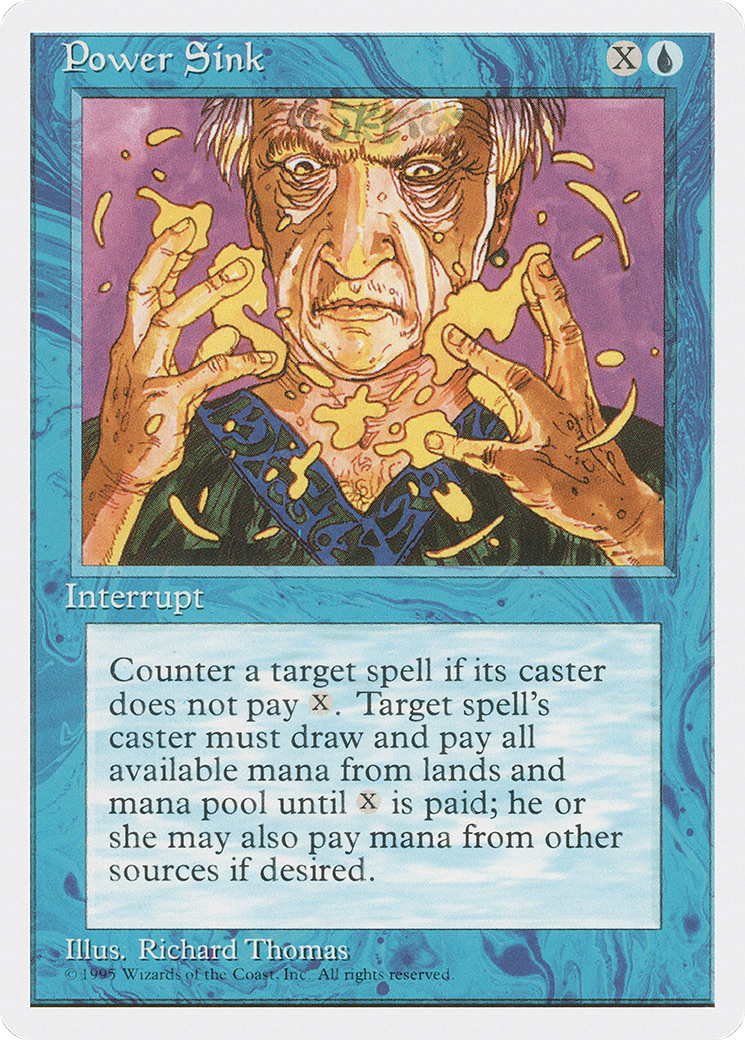 Power Sink X
Interrupt
Counter a target spell if its caster
does not pay X. Target spell's
caster must draw and pay all
available mana from lands and
mana pool until X is paid; he or
she may also pay mana from other
sources if desired.
Illus. Richard Thomas
© 1995 Wizards of the Coast, Inc. All rights reserved.